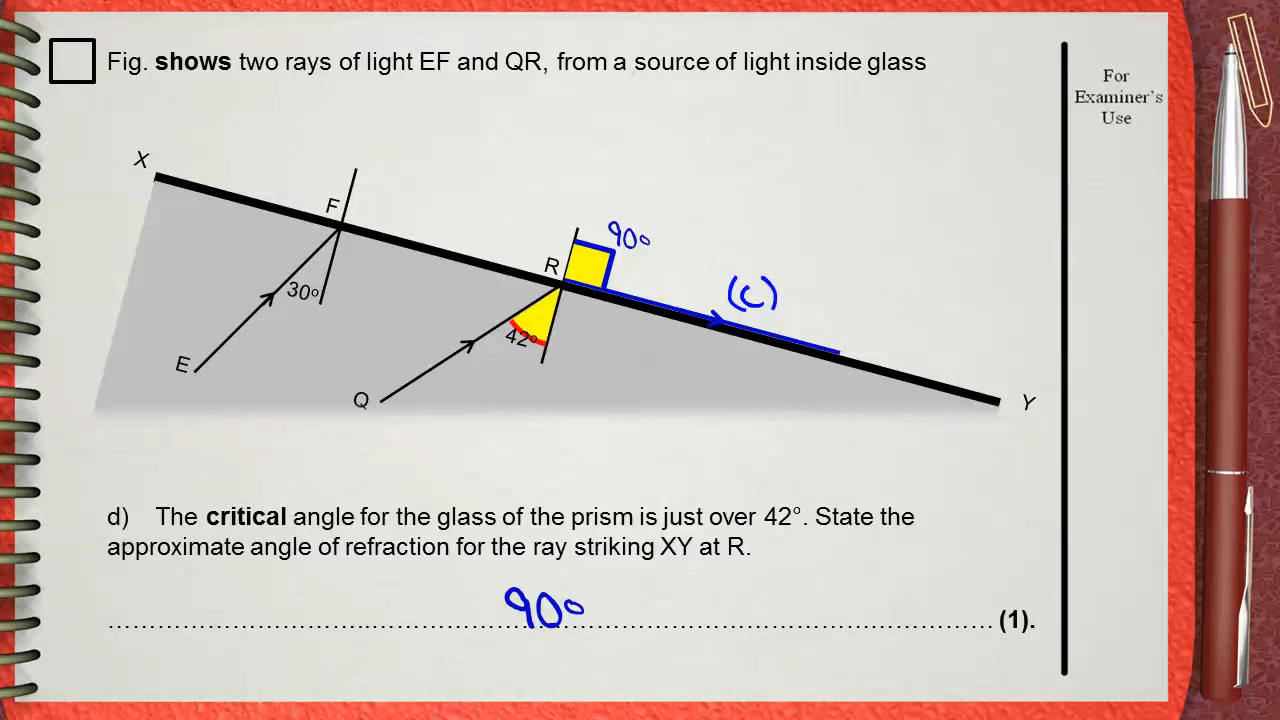 Fig. shows two rays of light EF and QR, from a source of light inside glass
For
Examiner's
Use
X
F
R
90°
(C)
30°
42°
E
Q
Y
d) The critical angle for the glass of the prism is just over 42°. State the
approximate angle of refraction for the ray striking XY at R.
90°
(1).